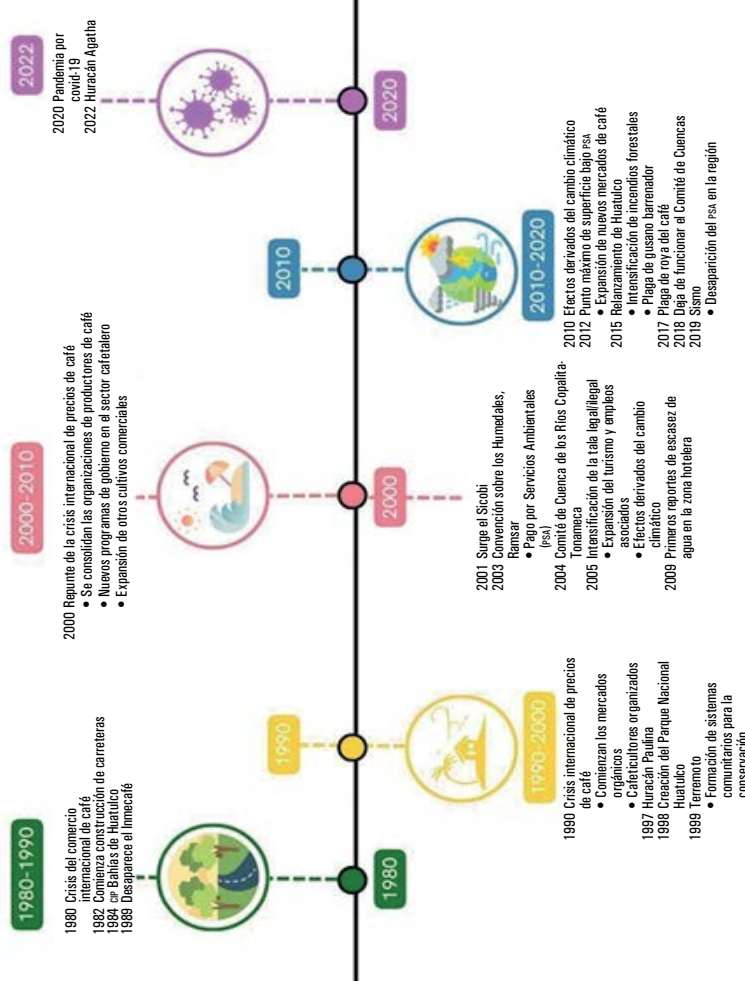 1980-1990
1980 Crisis del comercio
internacional de café
1982 Comienza construcción de carreteras
1984 CIP Bahías de Huatulco
1989 Desaparece el Inmecafé
1980
1990
1990-2000
1990 Crisis internacional de precios
de café
• Comienzan los mercados
orgánicos
• Cafeticultores organizados
1997 Huracán Paulina
1998 Creación del Parque Nacional
Huatulco
1999 Terremoto
• Formación de sistemas
comunitarios para la
conservación
2000-2010
2000 Repunte de la crisis internacional de precios de café
• Se consolidan las organizaciones de productores de café
• Nuevos programas de gobierno en el sector cafetalero
• Expansión de otros cultivos comerciales
2000
2001 Surge el Sicobi
2003 Convención sobre los Humedales,
Ramsar
• Pago por Servicios Ambientales
(PSA)
2004 Comité de Cuenca de los Ríos Copalita-
Tonameca
2005 Intensificación de la tala legal/ilegal
• Expansión del turismo y empleos
asociados
• Efectos derivados del cambio
climático
2009 Primeros reportes de escasez de
agua en la zona hotelera
2010
2010-2020
2010 Efectos derivados del cambio climático
2012 Punto máximo de superficie bajo PSA
• Expansión de nuevos mercados de café
2015 Relanzamiento de Huatulco
• Intensificación de incendios forestales
• Plaga de gusano barrenador
2017 Plaga de roya del café
2018 Deja de funcionar el Comité de Cuencas
2019 Sismo
• Desaparición del PSA en la región
2022
2020 Pandemia por
covid-19
2022 Huracán Agatha
2020